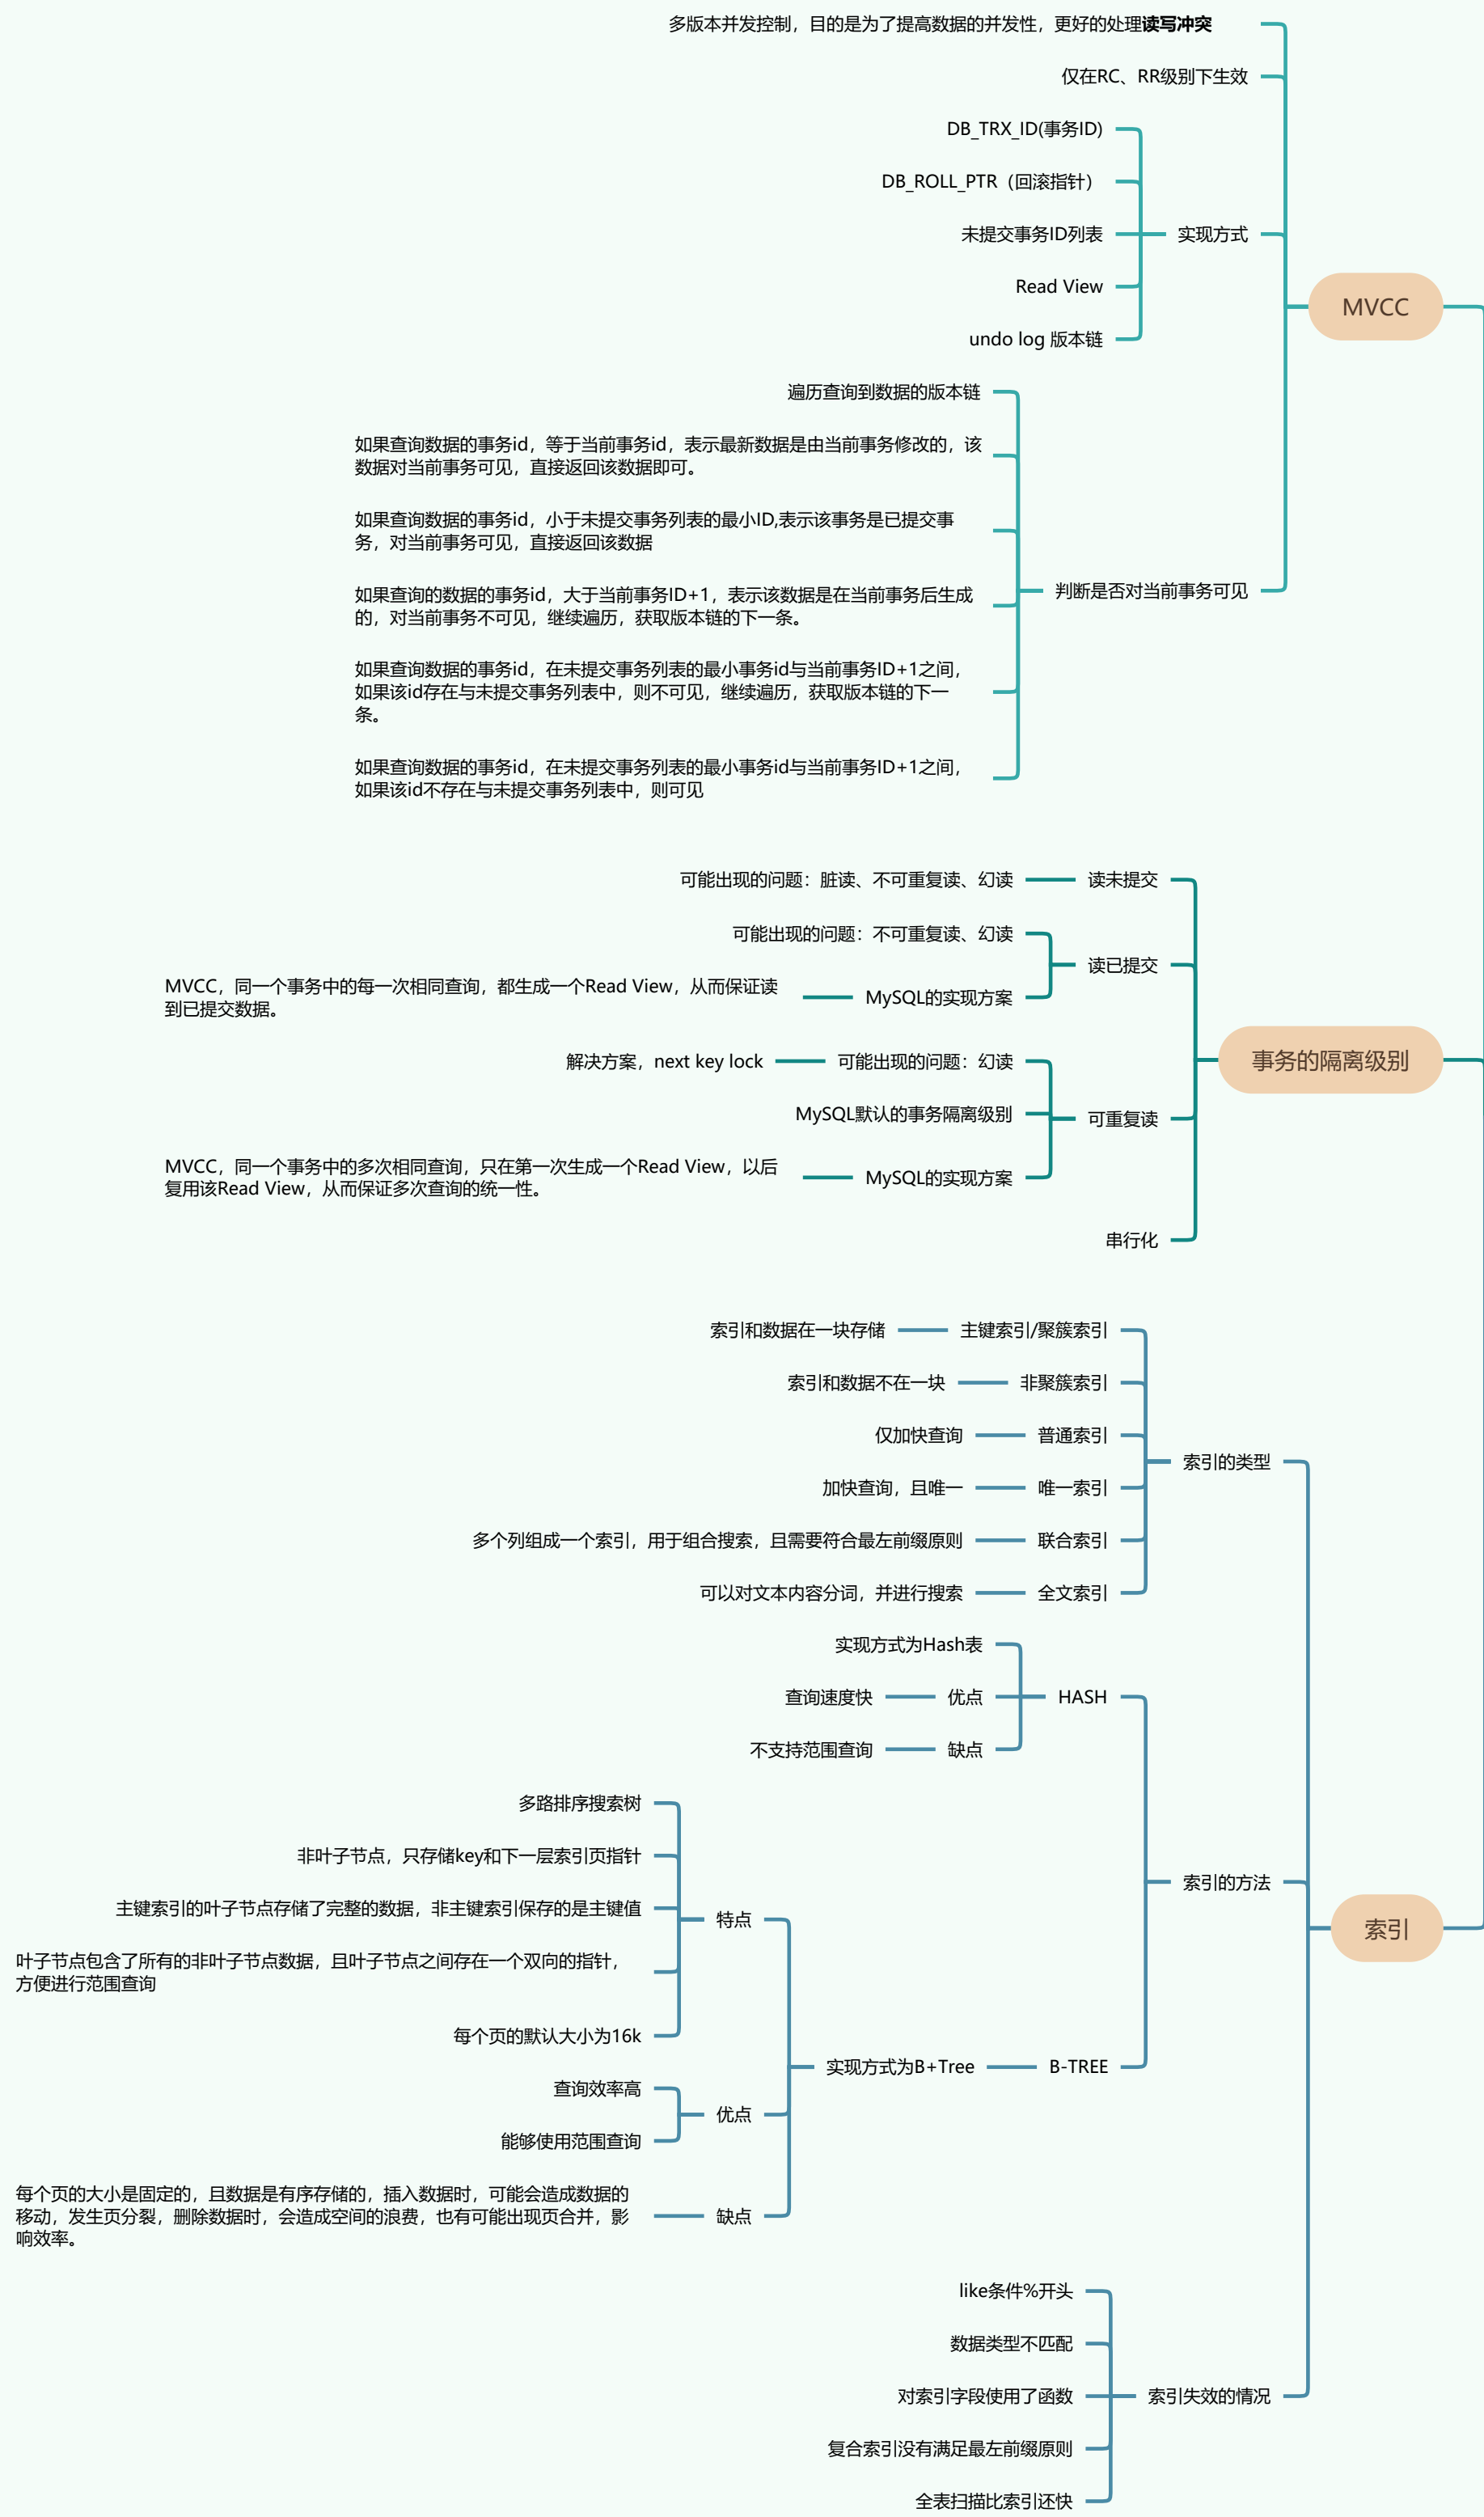 多版本并发控制，目的是为了提高数据的并发性，更好的处理读写冲突
仅在RC、RR级别下生效
DB_TRX_ID(事务ID)
DB_ROLL_PTR（回滚指针）
未提交事务ID列表
实现方式
Read View
MVCC
undo log 版本链
遍历查询到数据的版本链
如果查询数据的事务id，等于当前事务id，表示最新数据是由当前事务修改的，该
数据对当前事务可见，直接返回该数据即可。
如果查询数据的事务id，小于未提交事务列表的最小ID,表示该事务是已提交事
务，对当前事务可见，直接返回该数据
如果查询的数据的事务id，大于当前事务ID+1，表示该数据是在当前事务后生成
的，对当前事务不可见，继续遍历，获取版本链的下一条。
判断是否对当前事务可见
如果查询数据的事务id，在未提交事务列表的最小事务id与当前事务ID+1之间，
如果该id存在与未提交事务列表中，则不可见，继续遍历，获取版本链的下一
条。
如果查询数据的事务id，在未提交事务列表的最小事务id与当前事务ID+1之间，
如果该id不存在与未提交事务列表中，则可见
可能出现的问题：脏读、不可重复读、幻读
读未提交
可能出现的问题：不可重复读、幻读
读已提交
MVCC，同一个事务中的每一次相同查询，都生成一个Read View，从而保证读
到已提交数据。
MySQL的实现方案
解决方案，next key lock
可能出现的问题：幻读
事务的隔离级别
MySQL默认的事务隔离级别
可重复读
MVCC，同一个事务中的多次相同查询，只在第一次生成一个Read View，以后
复用该Read View，从而保证多次查询的统一性。
MySQL的实现方案
串行化
索引和数据在一块存储
主键索引/聚簇索引
索引和数据不在一块
非聚簇索引
仅加快查询
普通索引
索引的类型
加快查询，且唯一
唯一索引
多个列组成一个索引，用于组合搜索，且需要符合最左前缀原则
联合索引
可以对文本内容分词，并进行搜索
全文索引
实现方式为Hash表
查询速度快
优点
HASH
不支持范围查询
缺点
多路排序搜索树
非叶子节点，只存储key和下一层索引页指针
索引的方法
主键索引的叶子节点存储了完整的数据，非主键索引保存的是主键值
特点
索引
叶子节点包含了所有的非叶子节点数据，且叶子节点之间存在一个双向的指针，
方便进行范围查询
每个页的默认大小为16k
实现方式为B+Tree
B-TREE
查询效率高
优点
能够使用范围查询
每个页的大小是固定的，且数据是有序存储的，插入数据时，可能会造成数据的
移动，发生页分裂，删除数据时，会造成空间的浪费，也有可能出现页合并，影
响效率。
缺点
like条件%开头
数据类型不匹配
对索引字段使用了函数
索引失效的情况
复合索引没有满足最左前缀原则
全表扫描比索引还快